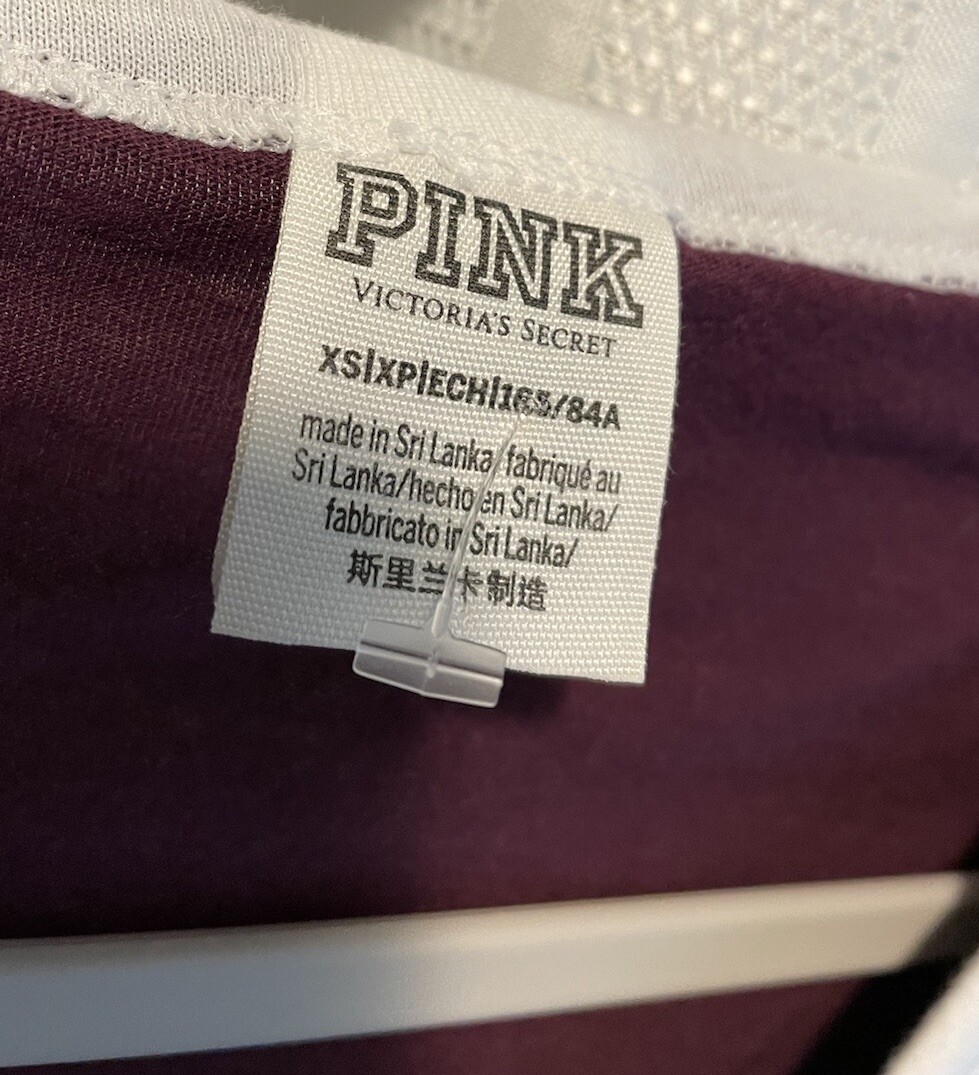 PINK
VICTORIA'S SECRET
XS|XP|ECH|165/84A
made in Sri Lanka/fabriqué au
Sri Lanka/hecho en Sri Lanka/
fabbricato in Sri Lanka/
斯里兰卡制造